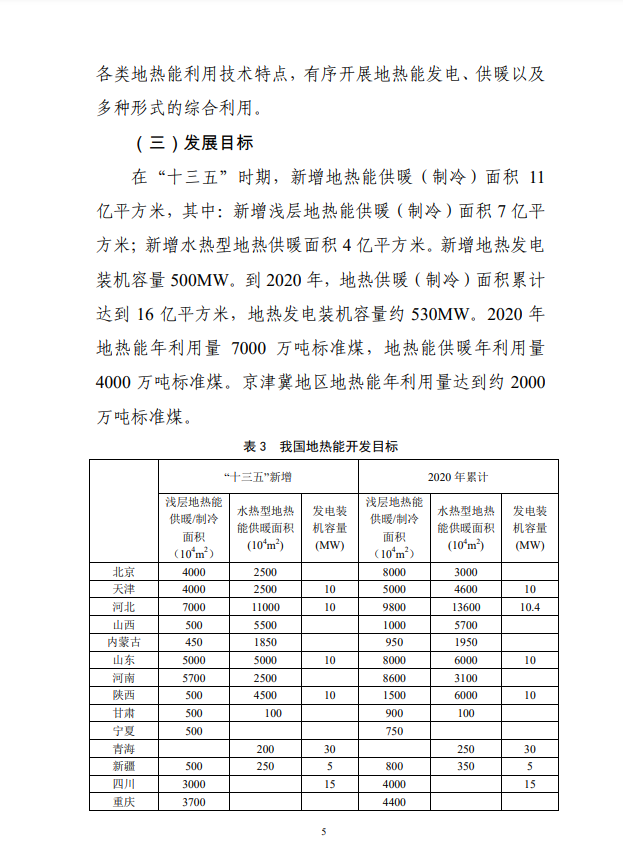 各类地热能利用技术特点，有序开展地热能发电、供暖以及
多种形式的综合利用。
（三）发展目标
在“十三五”时期，新增地热能供暖（制冷）面积 11
亿平方米，其中：新增浅层地热能供暖（制冷）面积 7 亿平
方米；新增水热型地热供暖面积 4 亿平方米。新增地热发电
装机容量 500MW。到 2020 年，地热供暖（制冷）面积累计
达到 16 亿平方米，地热发电装机容量约 530MW。2020 年
地热能年利用量 7000 万吨标准煤，地热能供暖年利用量
4000 万吨标准煤。京津冀地区地热能年利用量达到约 2000
万吨标准煤。
表 3 我国地热能开发目标
“十三五”新增 2020 年累计
浅层地热能供暖/制冷面积（10⁴m²） 水热型地热能供暖面积(10⁴m²) 发电装机容量(MW) 浅层地热能供暖/制冷面积（10⁴m²） 水热型地热能供暖面积(10⁴m²) 发电装机容量(MW)
北京 4000 2500 8000 3000
天津 4000 2500 10 5000 4600 10
河北 7000 11000 10 9800 13600 10.4
山西 500 5500 1000 5700
内蒙古 450 1850 950 1950
山东 5000 5000 10 8000 6000 10
河南 5700 2500 8600 3100
陕西 500 4500 10 1500 6000 10
甘肃 500 100 900 100
宁夏 500 750
青海 200 30 250 30
新疆 500 250 5 800 350 5
四川 3000 15 4000 15
重庆 3700 4400
5